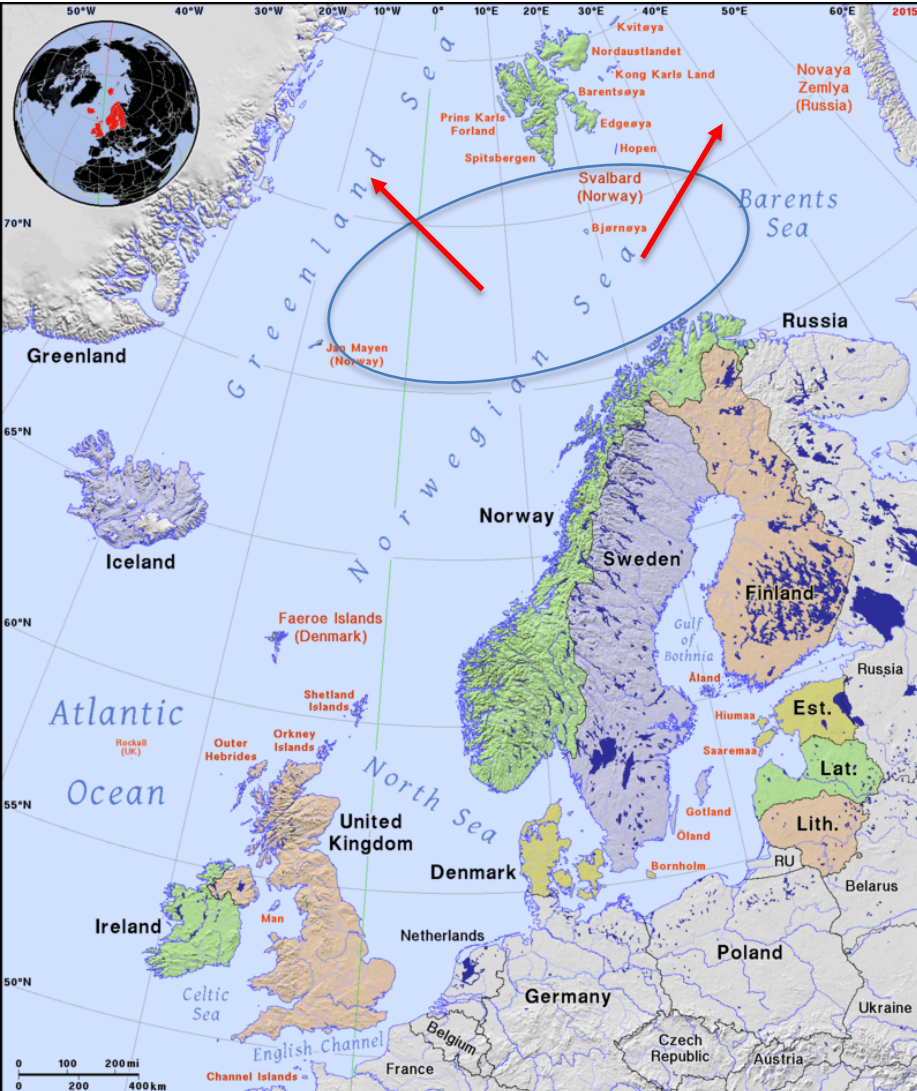 50°W
40°W
30°W
20°W
10°W
0°
10°E
20°E
30°E
40°E
50°E
60°E
2015
Kvitøya
Nordaustlandet
Kong Karls Land
Barentsøya
Novaya
Zemlya
(Russia)
Prins Karls
Forland
Edgeøya
Hopen
Spitsbergen
Svalbard
(Norway)
Bjørnøya
Barents
Sea
70°N
Greenland Sea
Norwegian Sea
Greenland
Jan Mayen
(Norway)
Russia
65°N
Iceland
Norway
Sweden
Finland
60°N
Faeroe Islands
(Denmark)
Gulf
of
Bothnia
Russia
Åland
Shetland
Islands
Atlantic
Ocean
Rockall
(UK)
Outer
Hebrides
Orkney
Islands
Hiumaa
Est.
Saaremaa
North Sea
Lat.
55°N
Gotland
United
Kingdom
Öland
Lith.
Denmark
Bornholm
RU
Belarus
Ireland
Man
Netherlands
Poland
50°N
Celtic
Sea
Germany
Ukraine
English Channel
Belgium
Czech
Republic
Austria
France
Channel Islands
0 100 200 mi
0 200 400 km